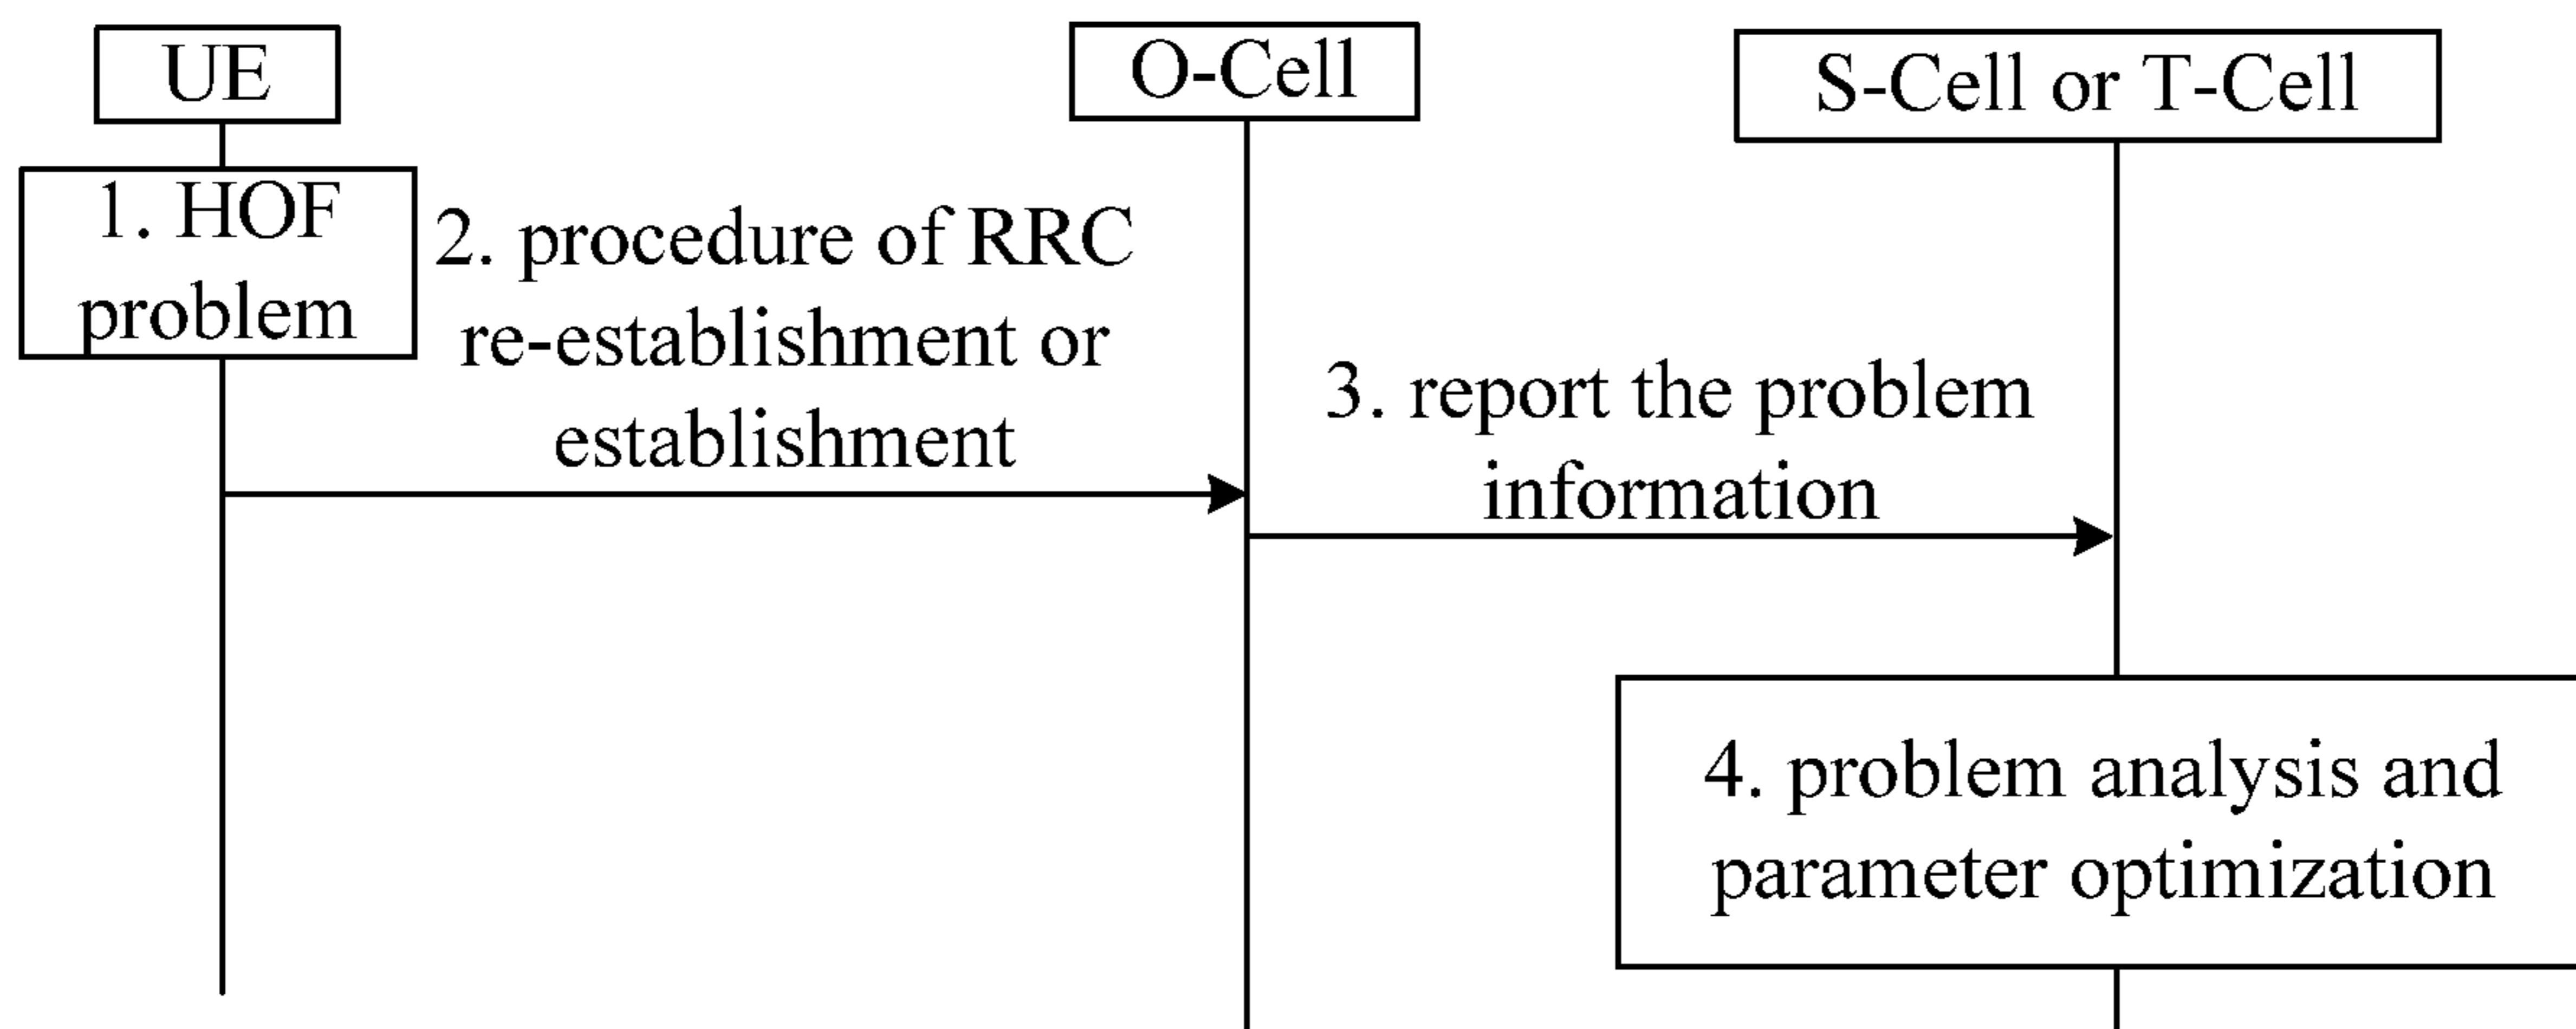 UE
O-Cell
S-Cell or T-Cell
1. HOF
problem
2. procedure of RRC
re-establishment or
establishment
3. report the problem
information
4. problem analysis and
parameter optimization